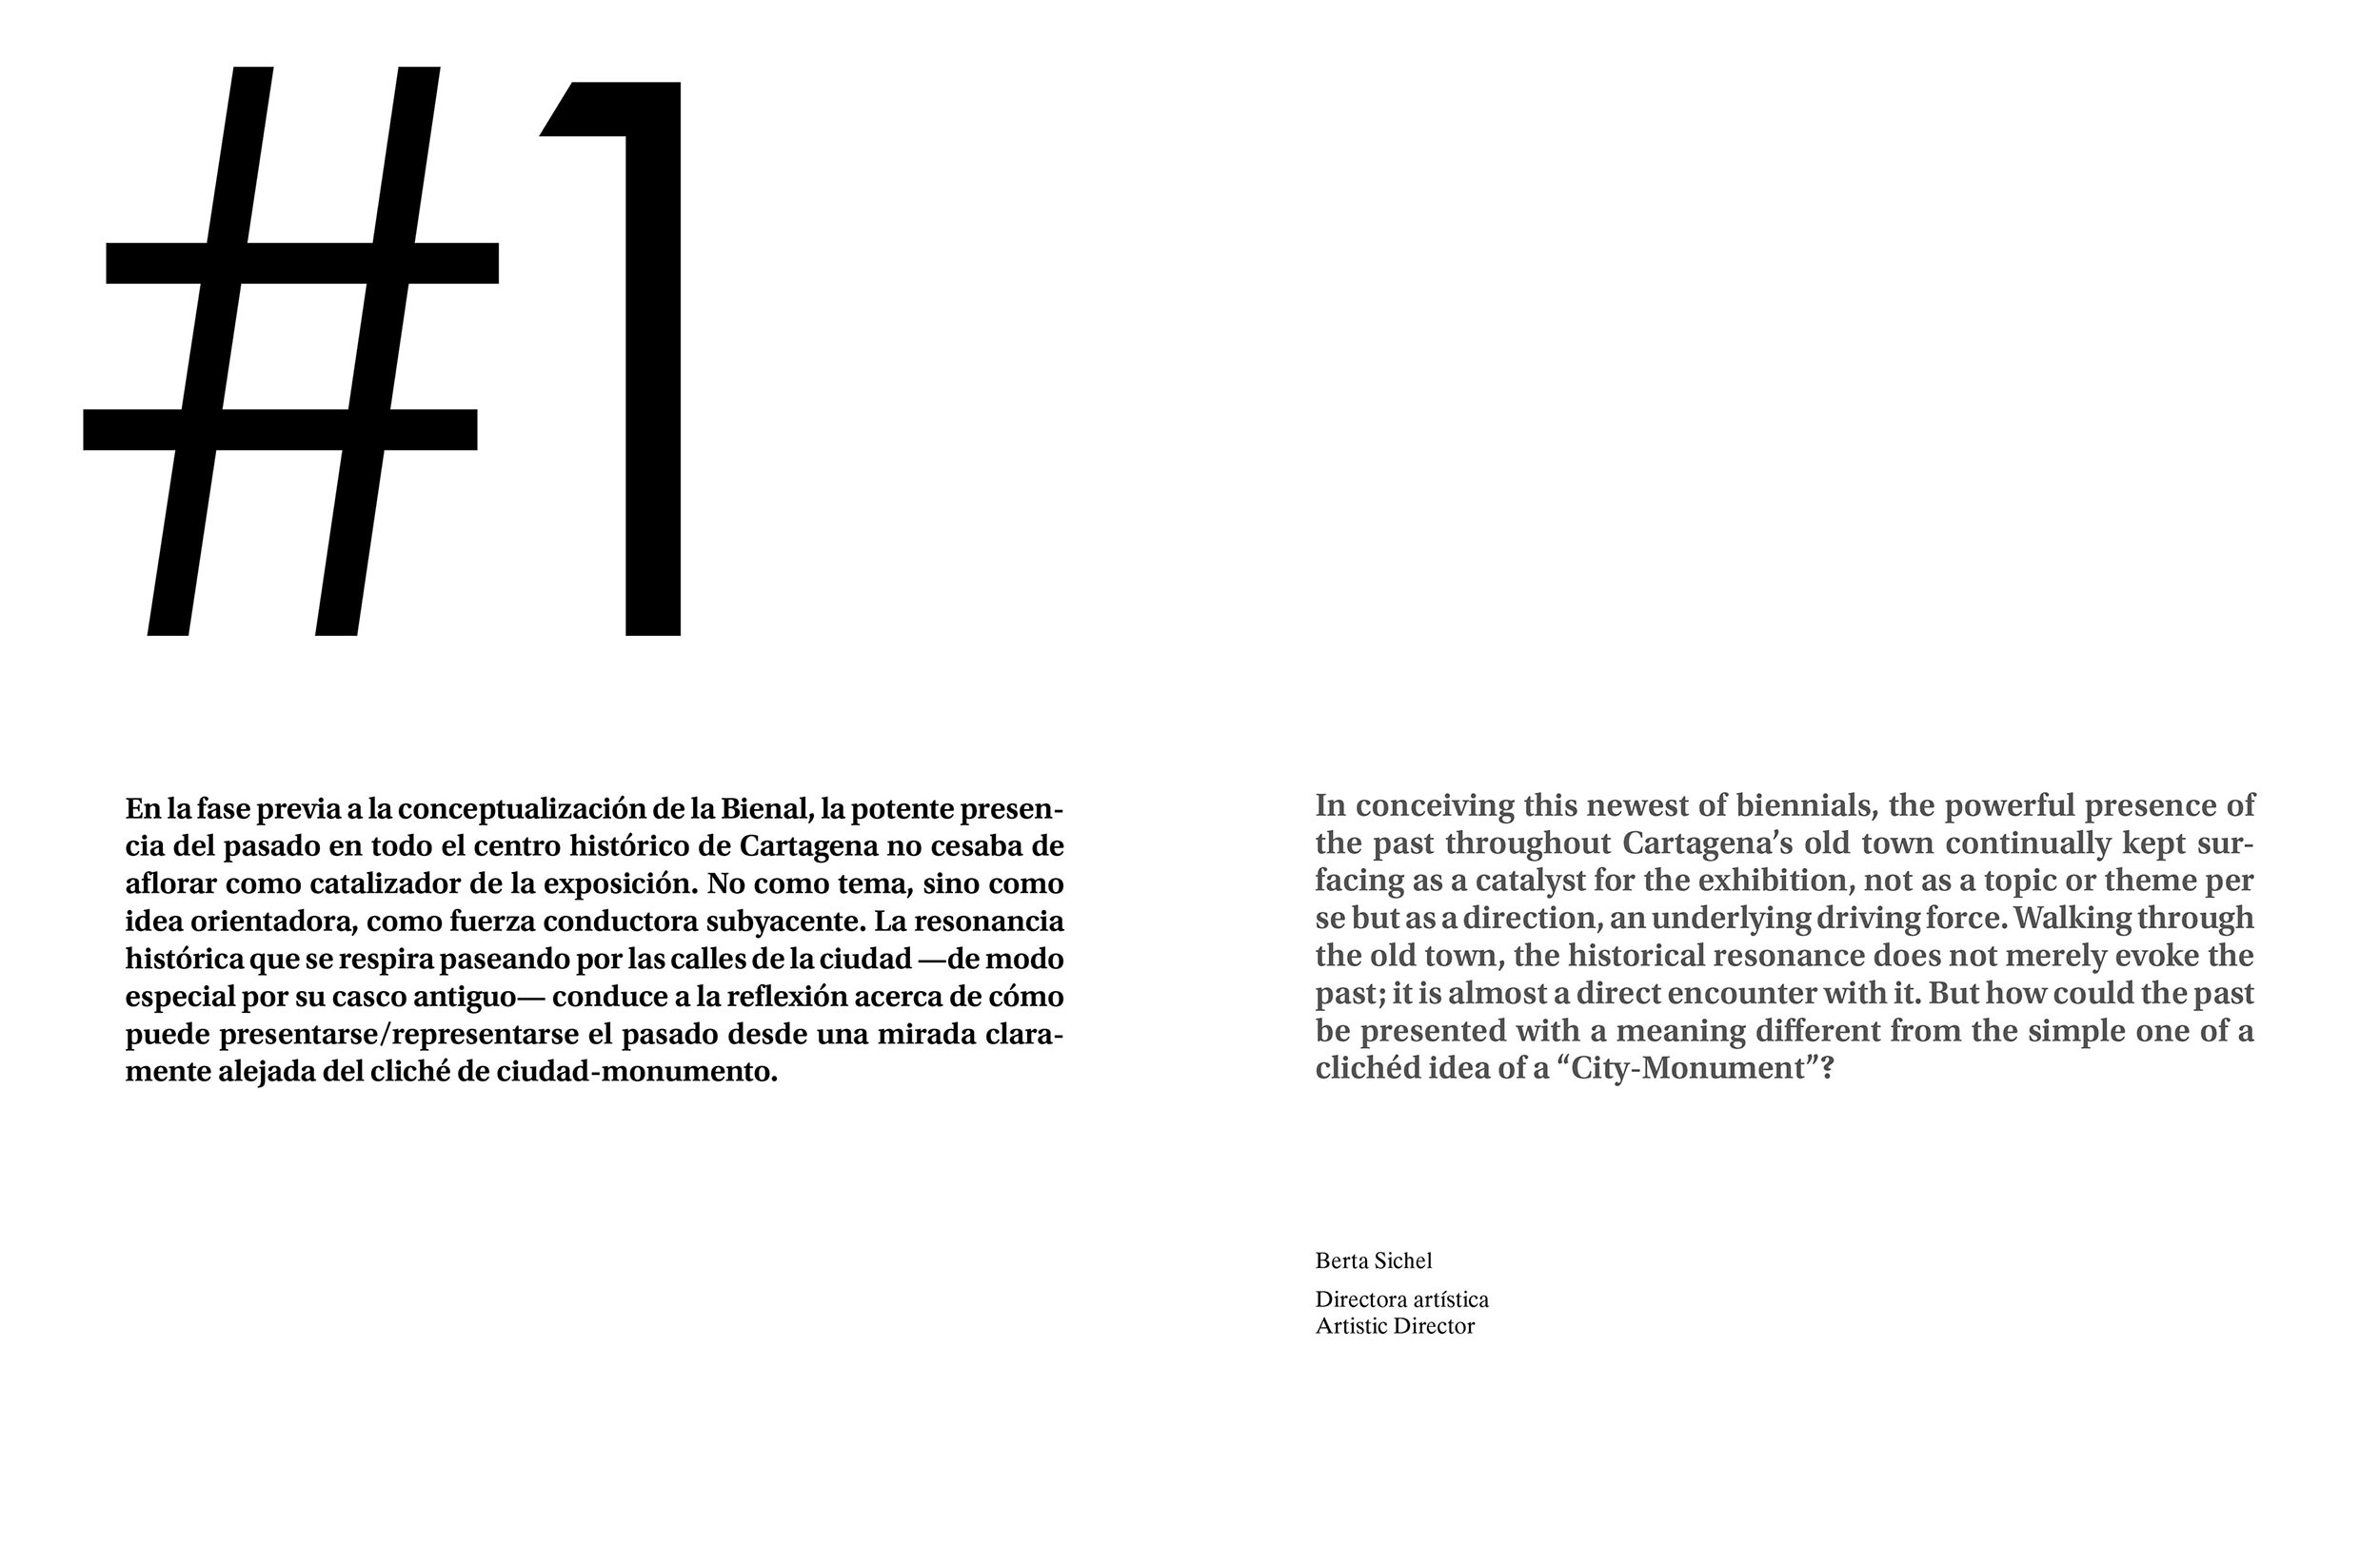 #1
En la fase previa a la conceptualización de la Bienal, la potente presen-
cia del pasado en todo el centro histórico de Cartagena no cesaba de
aflorar como catalizador de la exposición. No como tema, sino como
idea orientadora, como fuerza conductora subyacente. La resonancia
histórica que se respira paseando por las calles de la ciudad —de modo
especial por su casco antiguo— conduce a la reflexión acerca de cómo
puede presentarse/representarse el pasado desde una mirada clara-
mente alejada del cliché de ciudad-monumento.
In conceiving this newest of biennials, the powerful presence of
the past throughout Cartagena’s old town continually kept sur-
facing as a catalyst for the exhibition, not as a topic or theme per
se but as a direction, an underlying driving force. Walking through
the old town, the historical resonance does not merely evoke the
past; it is almost a direct encounter with it. But how could the past
be presented with a meaning different from the simple one of a
clichéd idea of a “City-Monument”?
Berta Sichel
Directora artística
Artistic Director